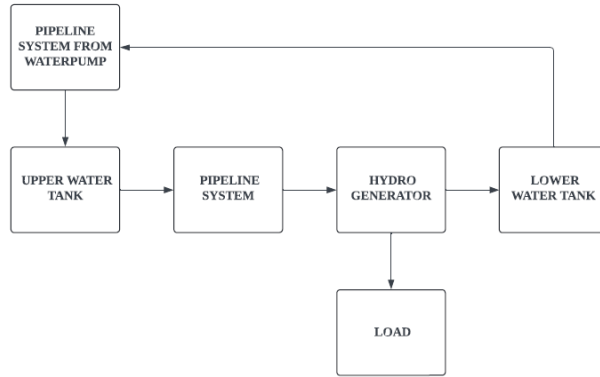 PIPELINE
SYSTEM FROM
WATERPUMP
UPPER WATER
TANK
PIPELINE
SYSTEM
HYDRO
GENERATOR
LOWER
WATER TANK
LOAD